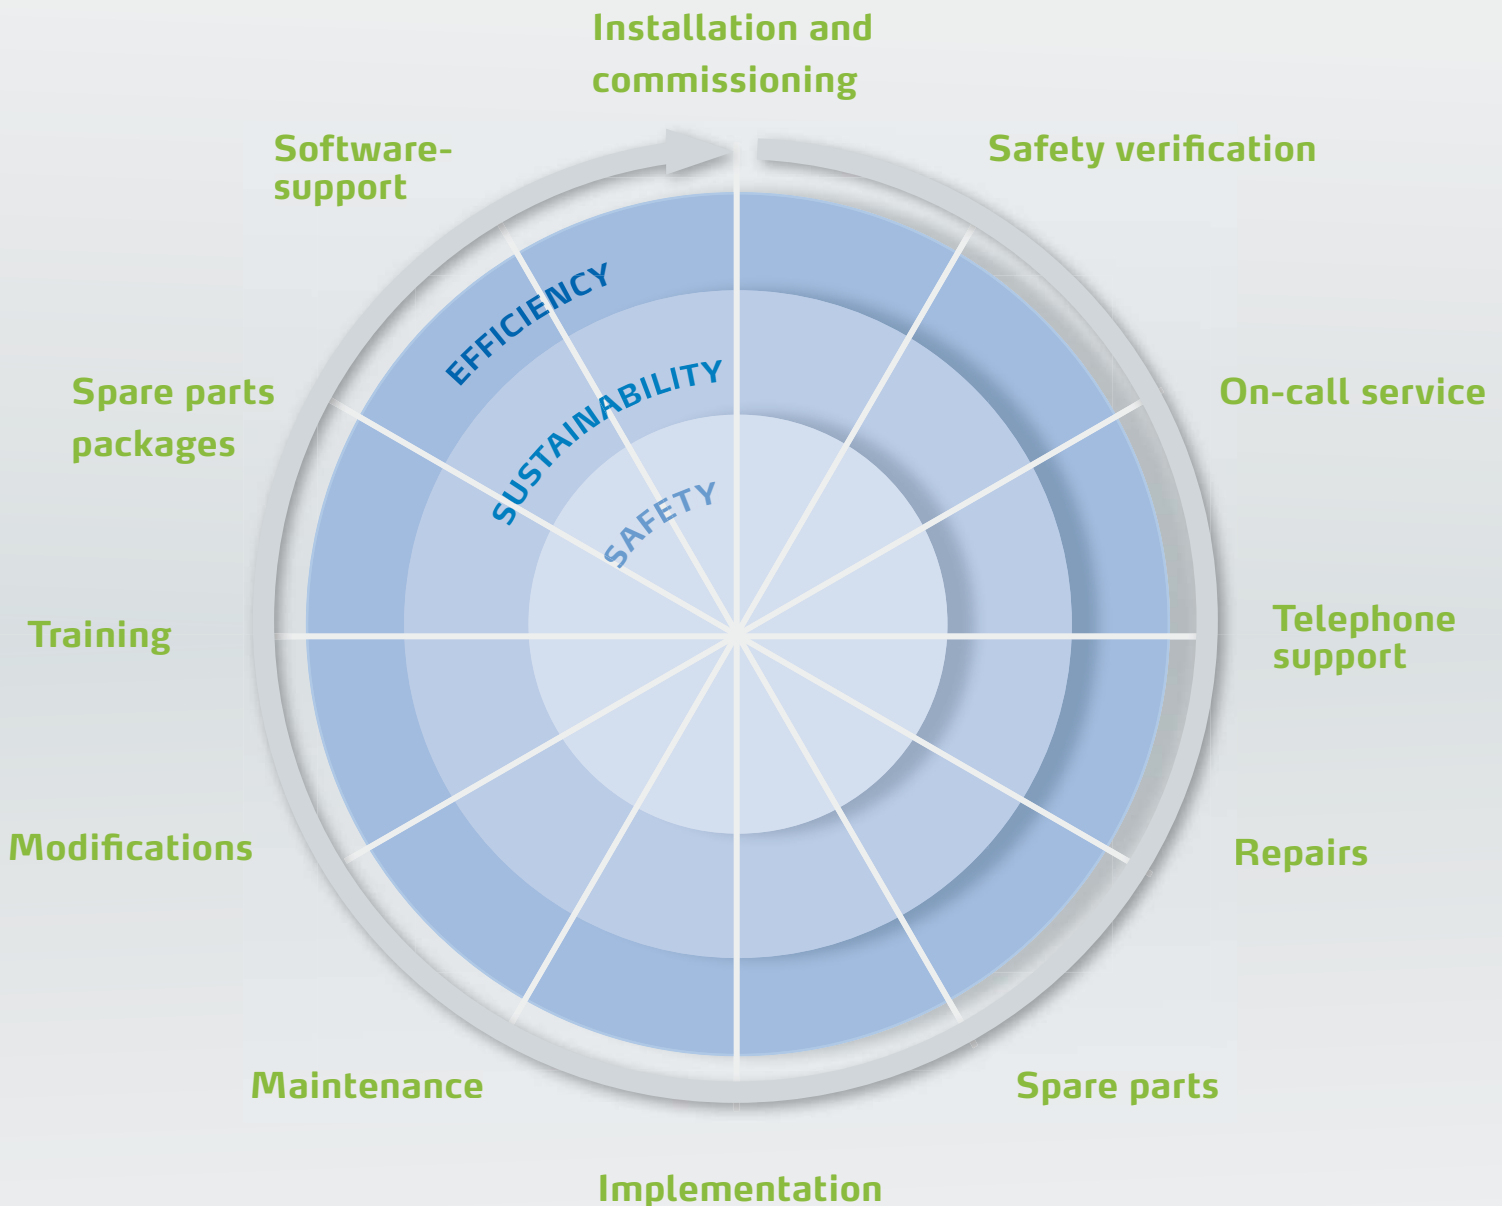 Installation and
commissioning
Software-
support
Safety verification
EFFICIENCY
SUSTAINABILITY
SAFETY
Spare parts
packages
On-call service
Training
Telephone
support
Modifications
Repairs
Maintenance
Spare parts
Implementation